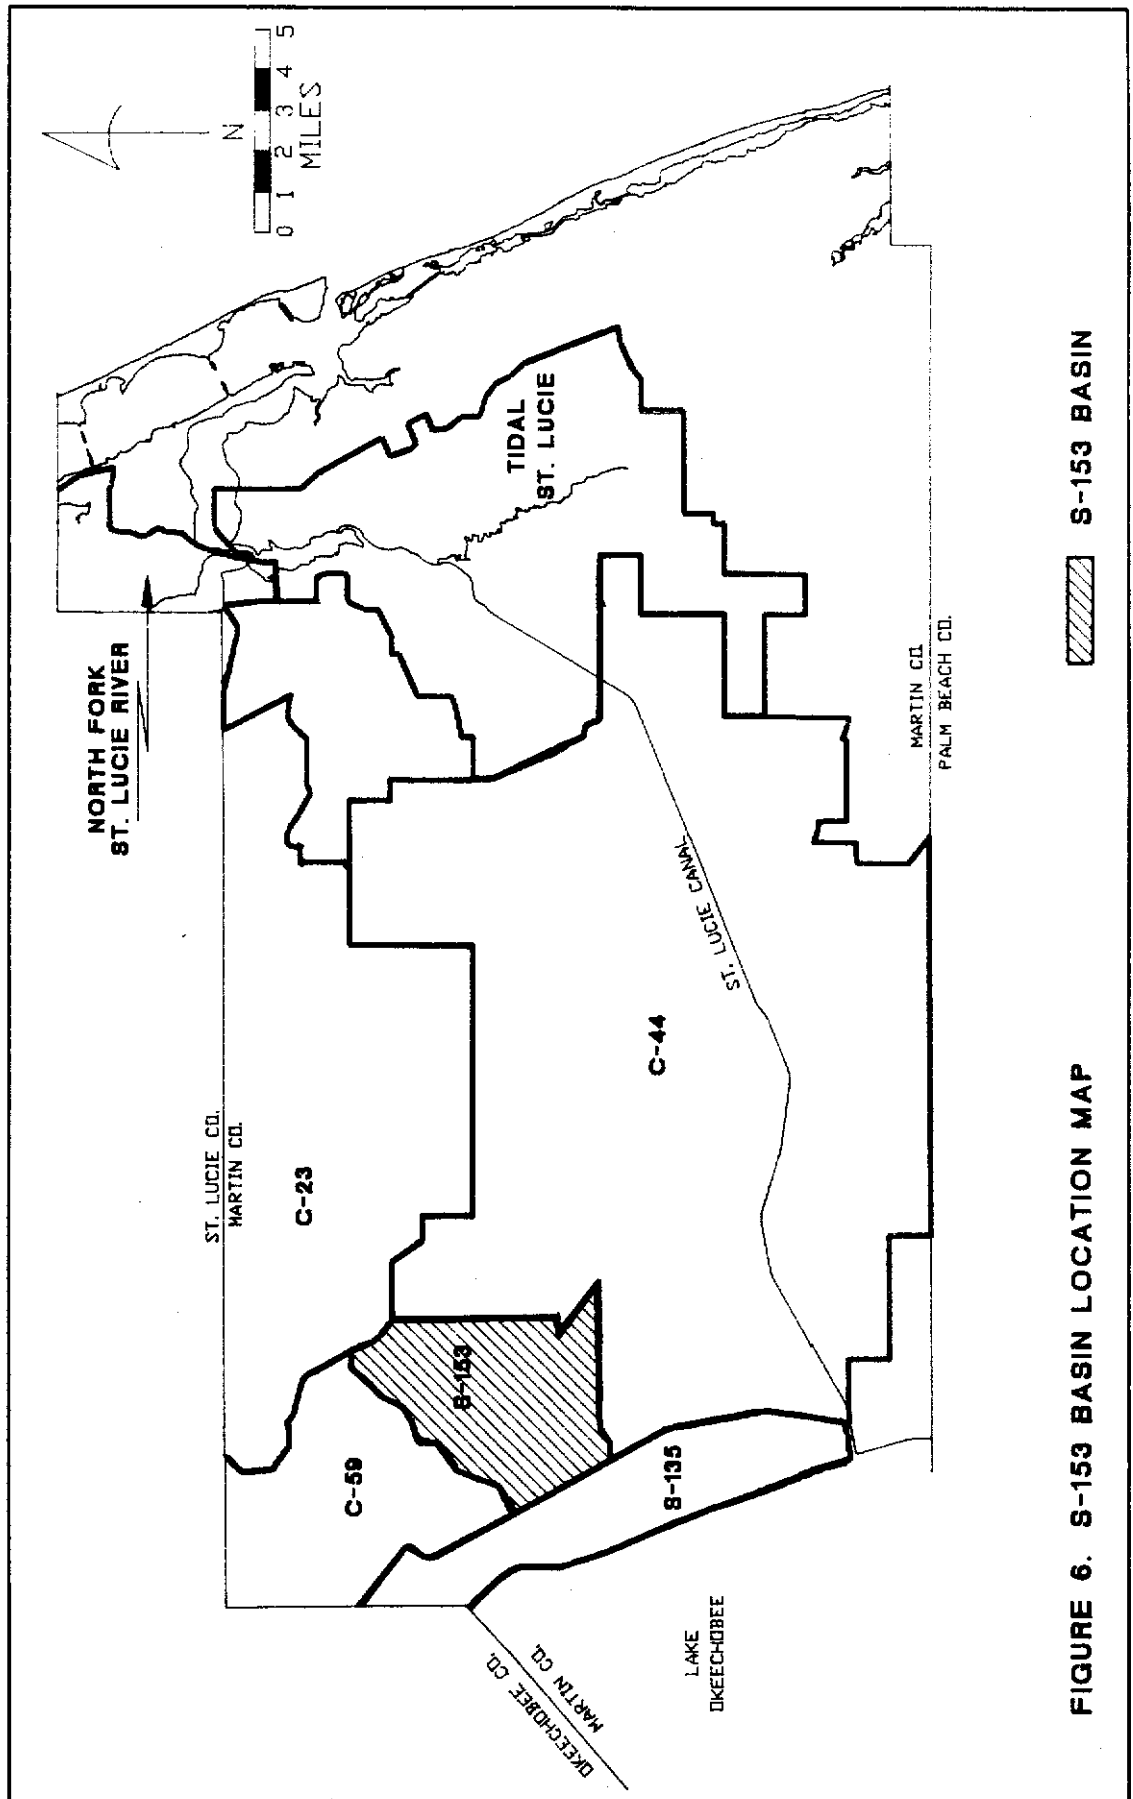 N
0 1 2 3 4 5
MILES
NORTH FORK
ST. LUCIE RIVER
ST. LUCIE CO.
MARTIN CO.
C-23
TIDAL
ST. LUCIE
C-59
S-153
C-44
ST. LUCIE CANAL
S-135
OKEECHOBEE CO.
MARTIN CO.
LAKE
OKEECHOBEE
MARTIN CO.
PALM BEACH CO.
FIGURE 6. S-153 BASIN LOCATION MAP
S-153 BASIN